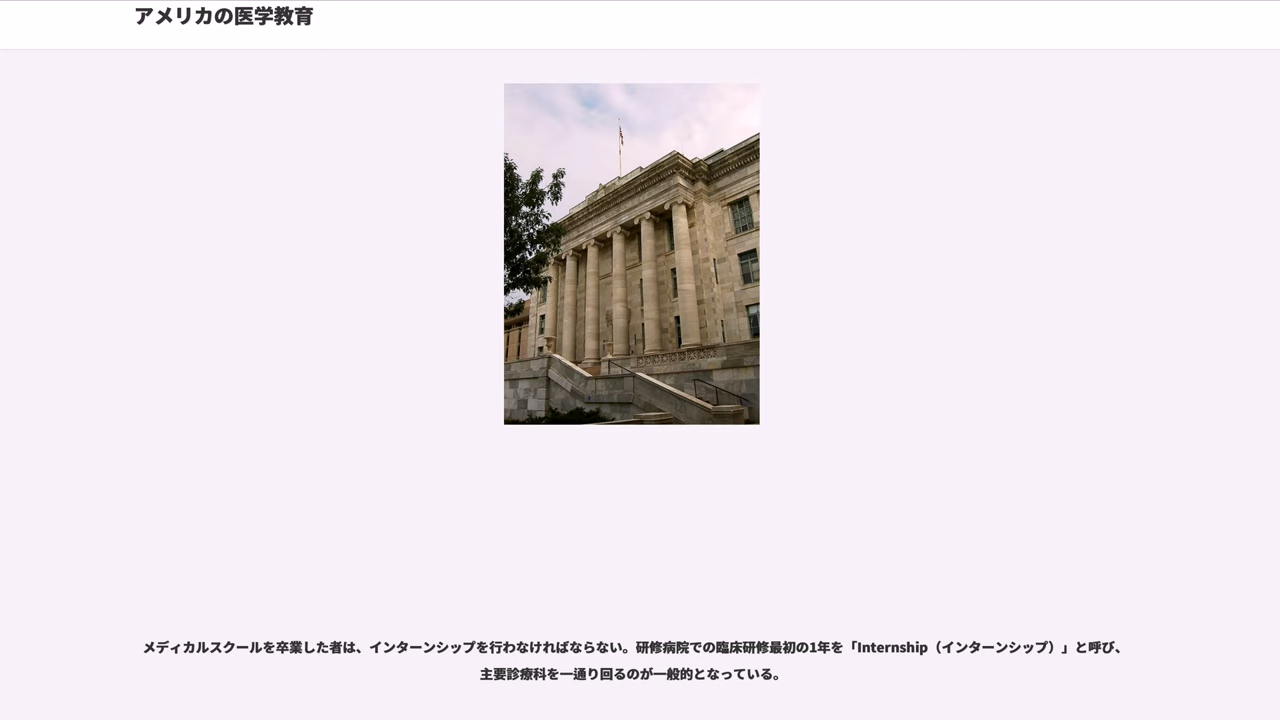 アメリカの医学教育
メディカルスクールを卒業した者は、インターンシップを行わなければならない。研修病院での臨床研修最初の1年を「Internship（インターンシップ）」と呼び、
主要診療科を一通り回るのが一般的となっている。